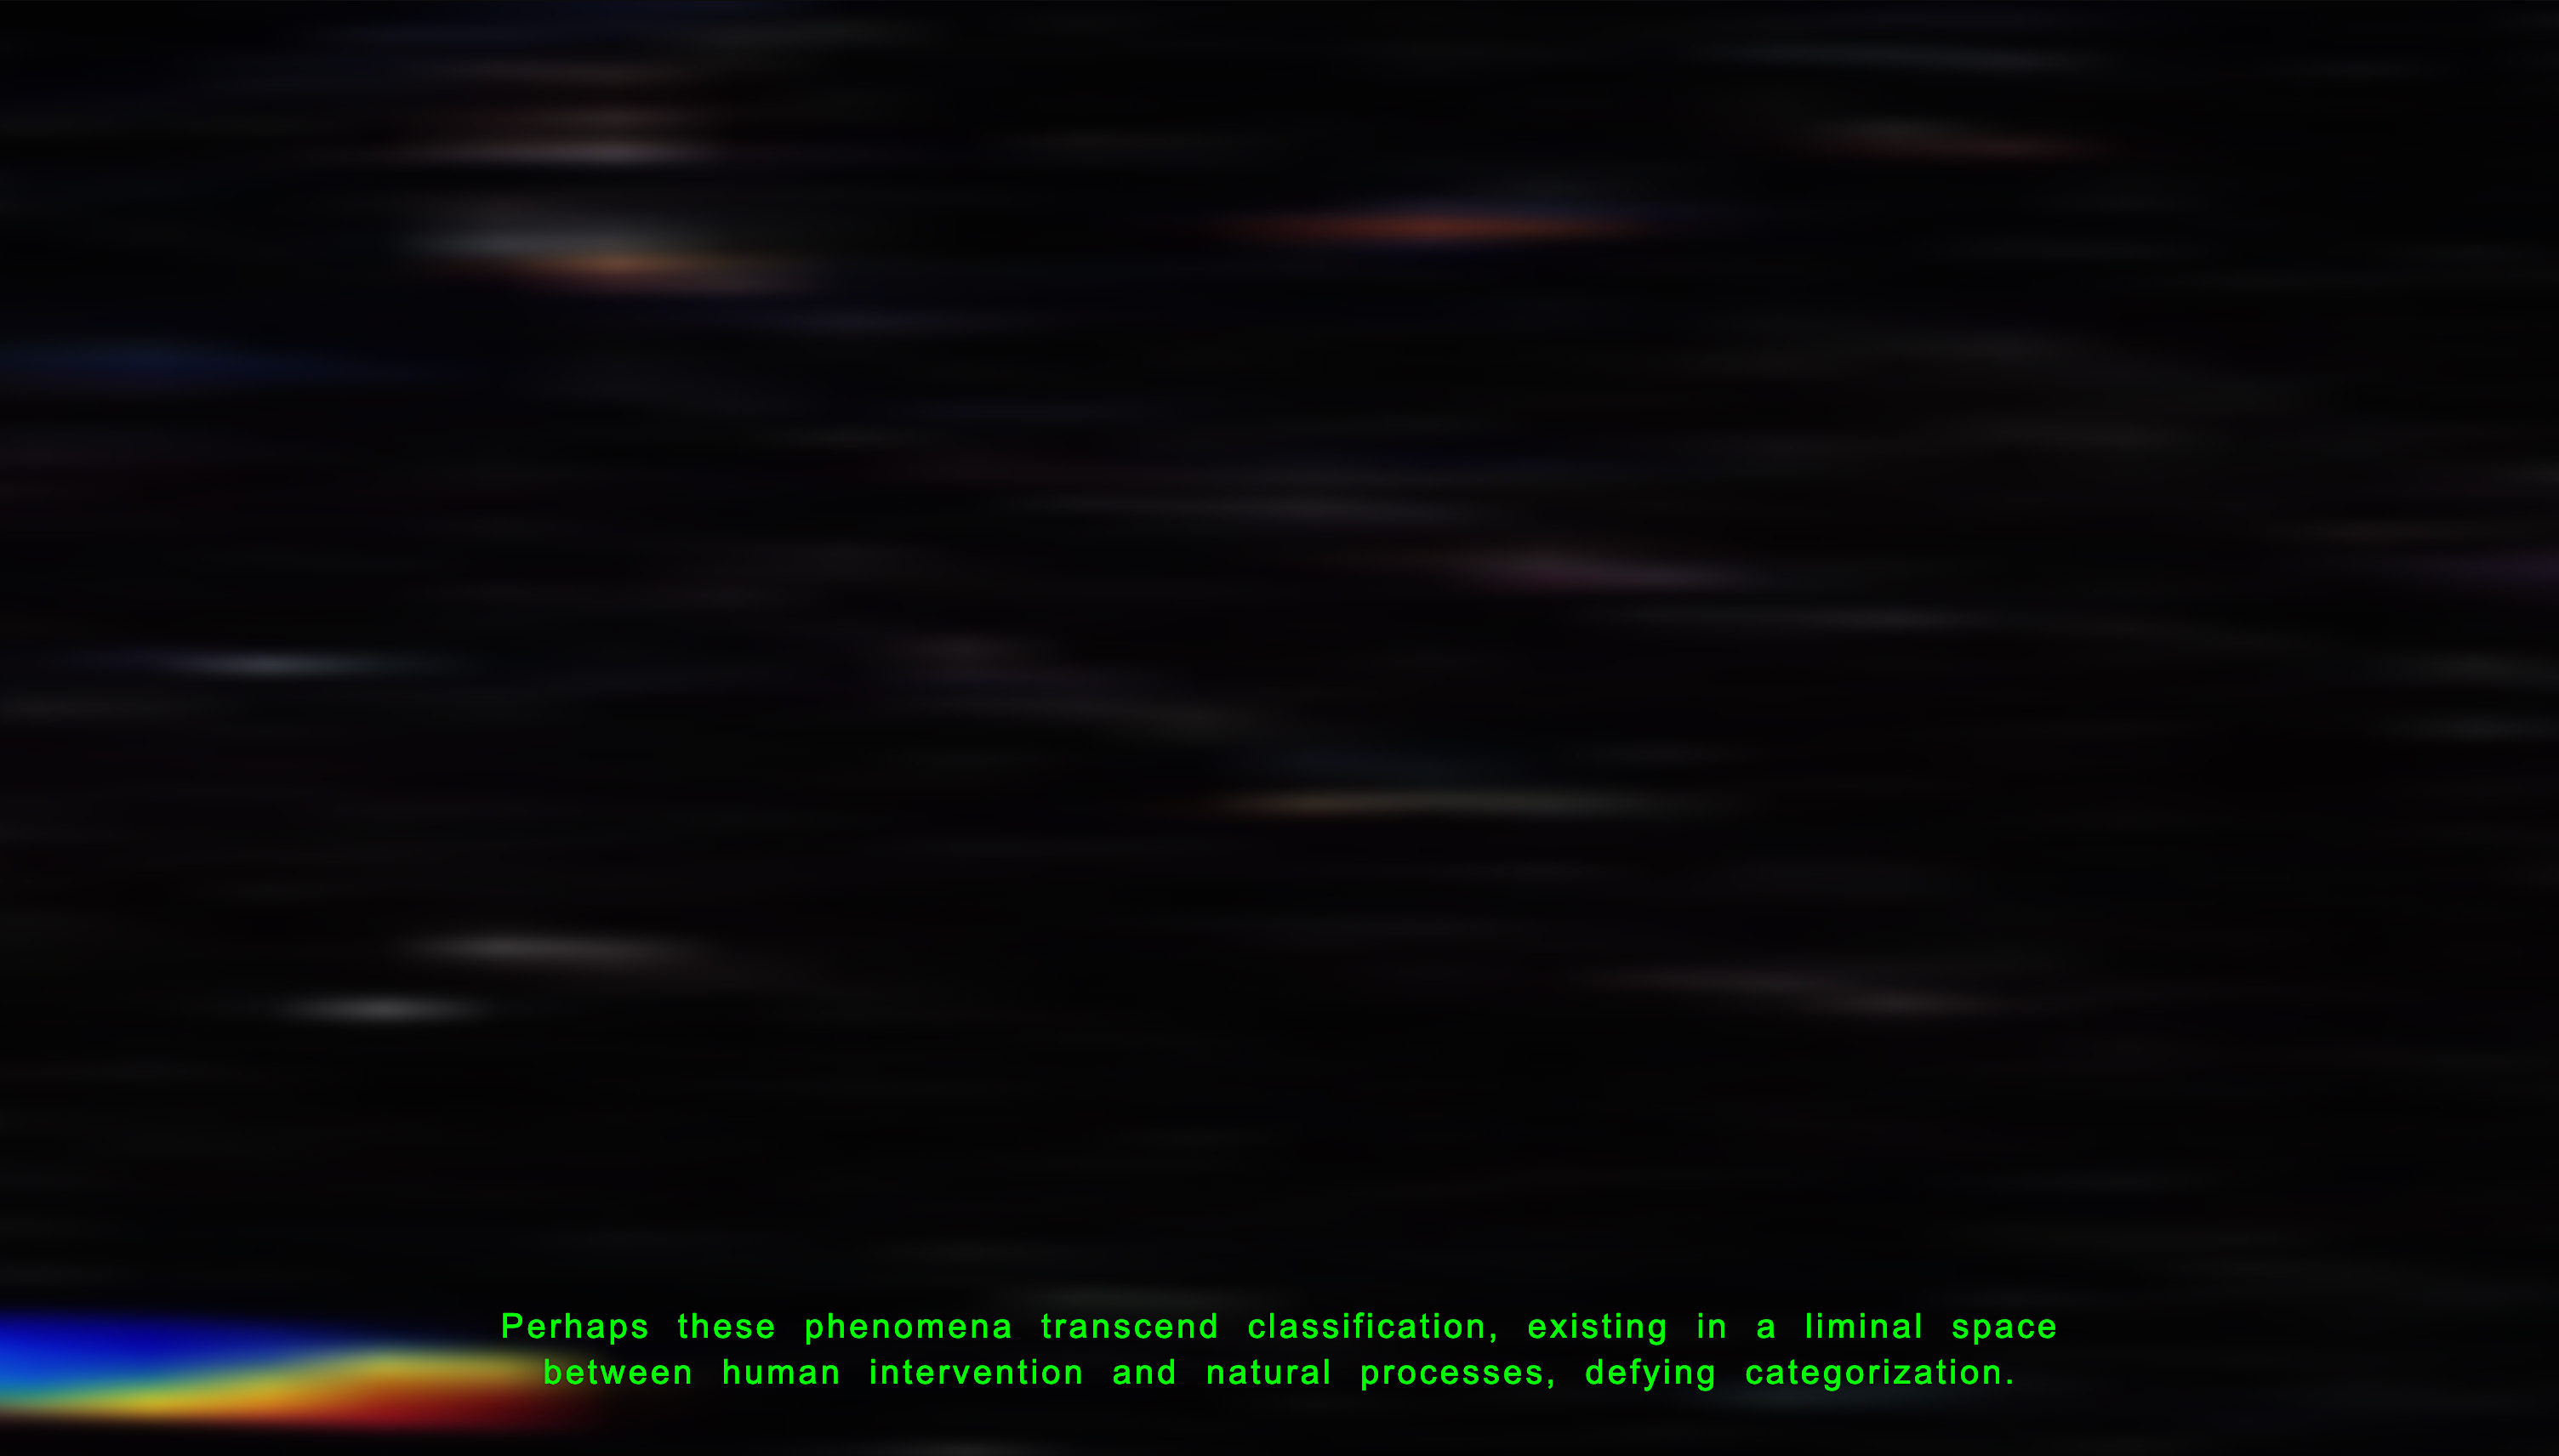 Perhaps these phenomena transcend classification, existing in a liminal space
between human intervention and natural processes, defying categorization.